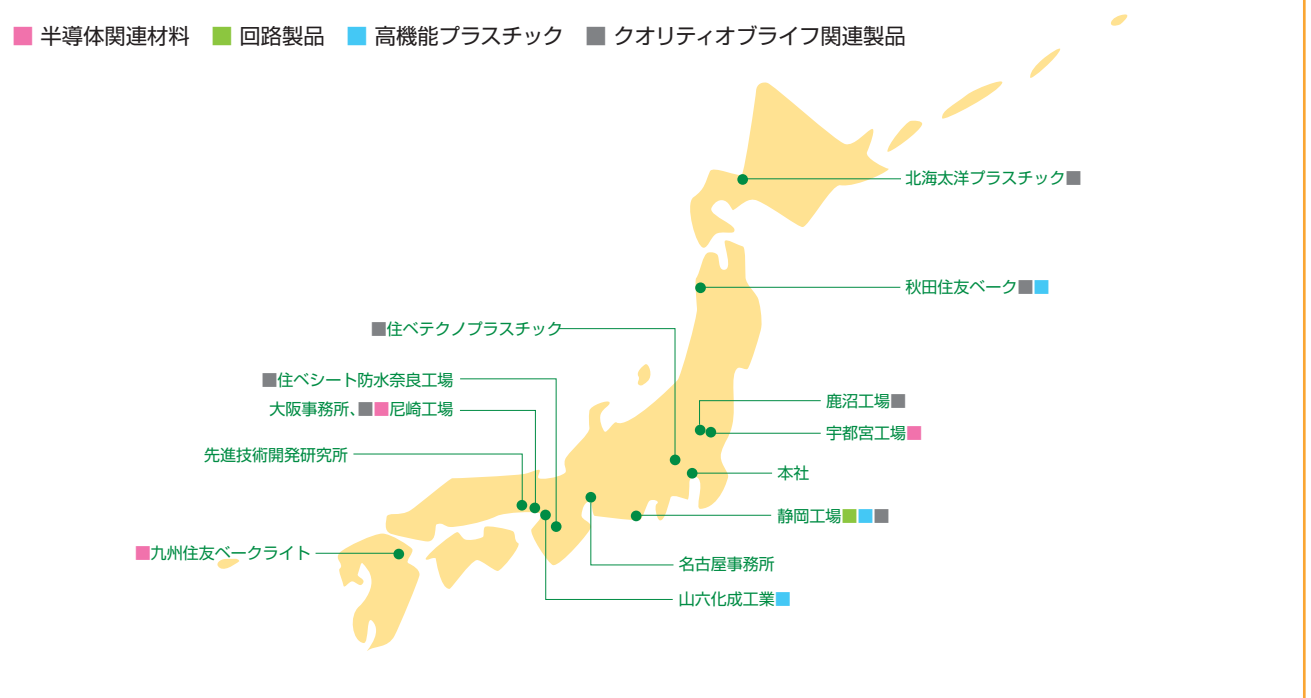 ■ 半導体関連材料 ■ 回路製品 ■ 高機能プラスチック ■ クオリティオブライフ関連製品
北海太洋プラスチック■
秋田住友ベーク■■
■住ベテクノプラスチック
■住ベシート防水奈良工場
大阪事務所、■■尼崎工場
鹿沼工場■
宇都宮工場■
先進技術開発研究所
本社
静岡工場■■■
■九州住友ベークライト
名古屋事務所
山六化成工業■